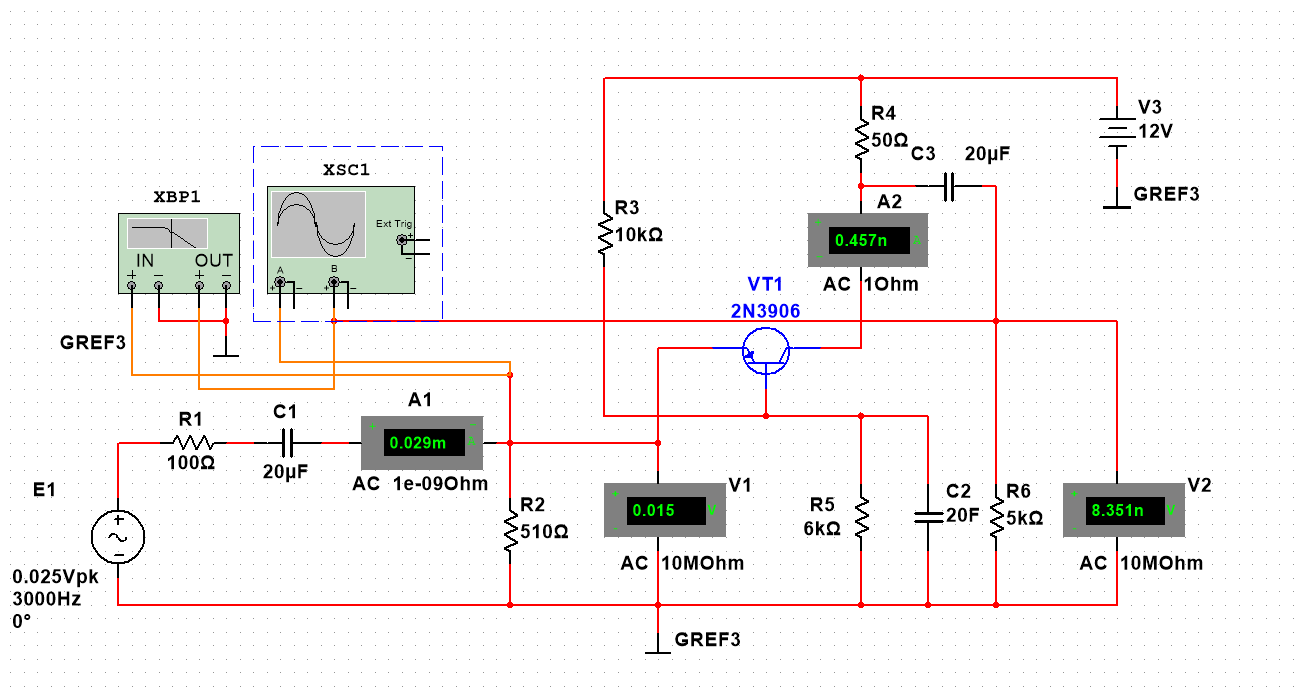 V3
12V
GREF3
R4
50Ω
C3
20µF
A2
0.457n
A
AC 1Ohm
R3
10kΩ
XSC1
Ext Trig
A
B
XBP1
IN
OUT
GREF3
VT1
2N3906
A1
0.029m
A
AC 1e-09Ohm
R1
100Ω
C1
20µF
E1
0.025Vpk
3000Hz
0°
R2
510Ω
V1
0.015
V
AC 10MOhm
R5
6kΩ
C2
20F
R6
5kΩ
V2
8.351n
V
AC 10MOhm
GREF3